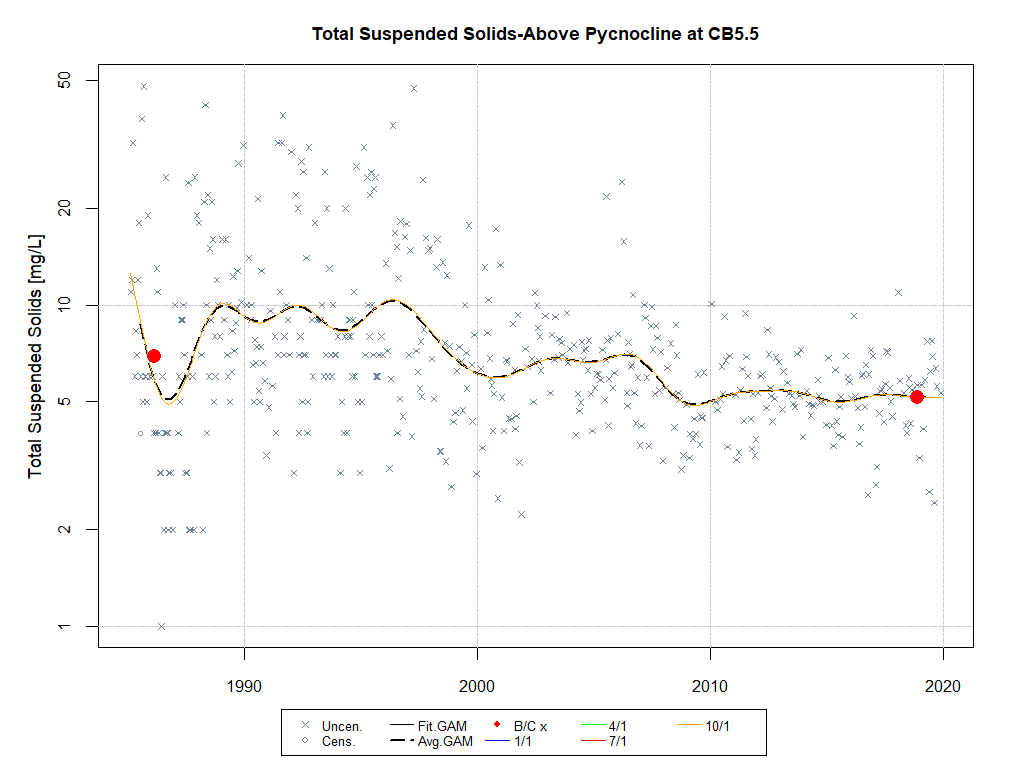 Total Suspended Solids-Above Pycnocline at CB5.5
Total Suspended Solids [mg/L]
50
20
10
5
2
1
1990 2000 2010 2020
Uncen. Fit.GAM B/C x 4/1 10/1
Cens. Avg.GAM 1/1 7/1